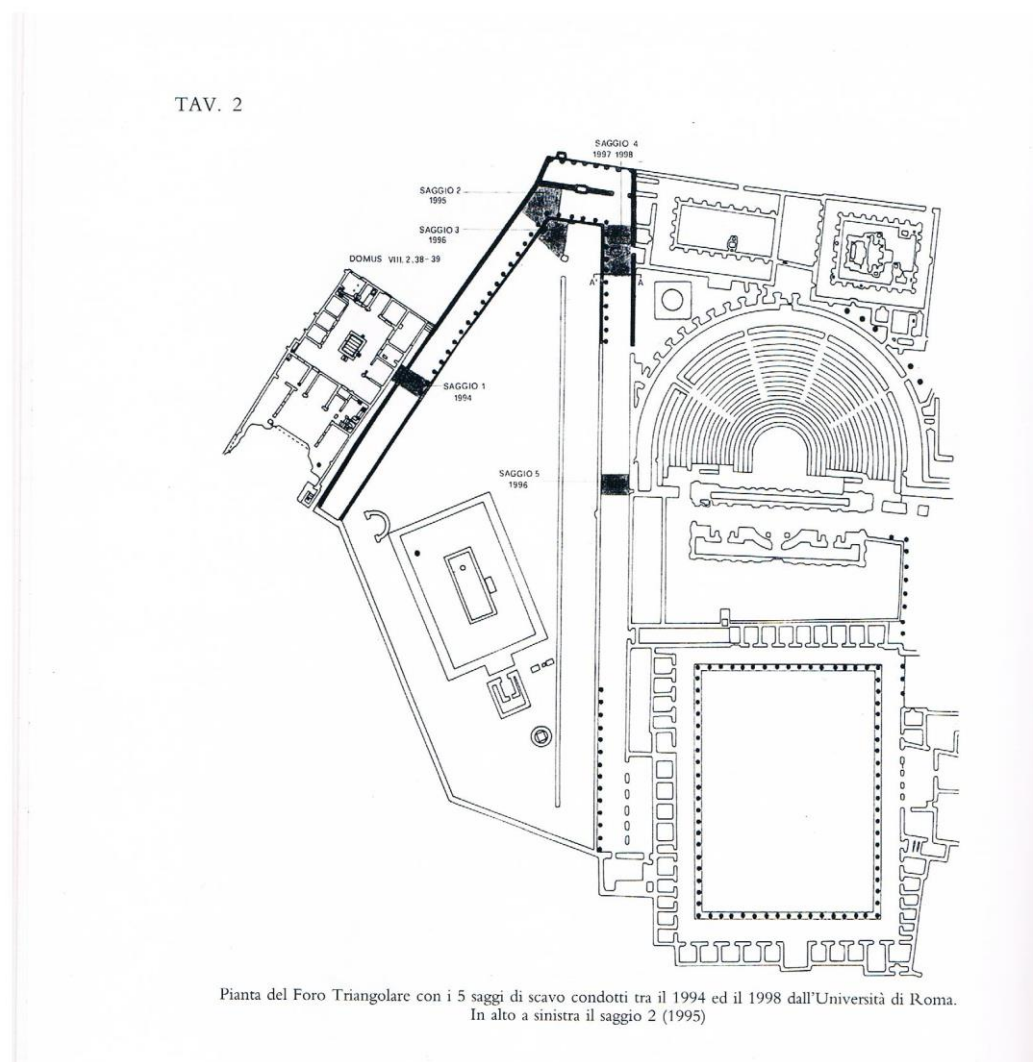 TAV. 2
SAGGIO 4
1997 1998
SAGGIO 2
1995
SAGGIO 3
1996
DOMUS VIII. 2. 38-39
A' A
SAGGIO 1
1994
SAGGIO 5
1996
Pianta del Foro Triangolare con i 5 saggi di scavo condotti tra il 1994 ed il 1998 dall'Università di Roma.
In alto a sinistra il saggio 2 (1995)